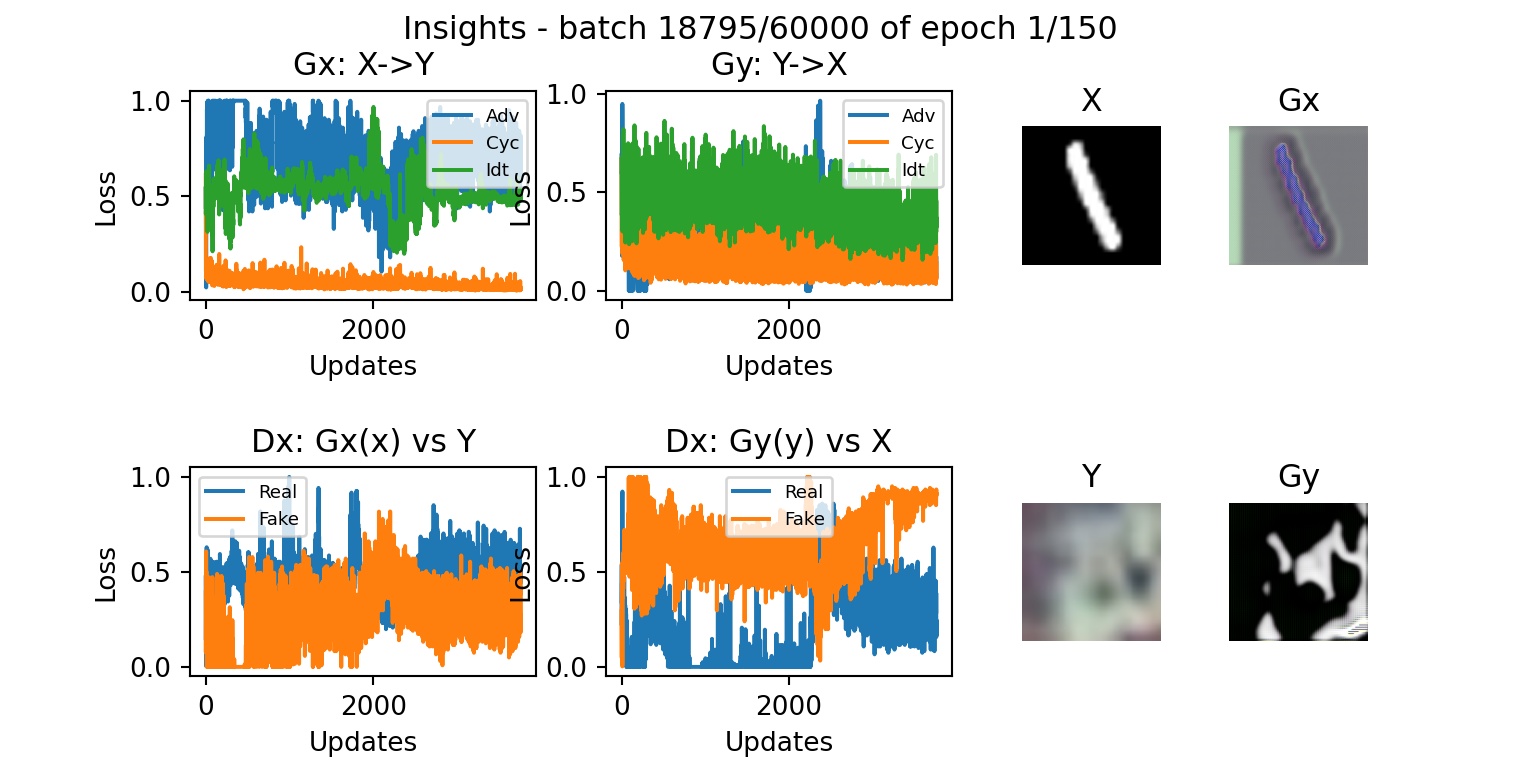 Insights - batch 18795/60000 of epoch 1/150
Gx: X->Y
1.0
0.5
0.0
Loss
Adv
Cyc
Idt
0
2000
Updates
Gy: Y->X
1.0
0.5
0.0
Loss
Adv
Cyc
Idt
0
2000
Updates
X
Gx
Dx: Gx(x) vs Y
1.0
0.5
0.0
Loss
Real
Fake
0
2000
Updates
Dx: Gy(y) vs X
1.0
0.5
0.0
Loss
Real
Fake
0
2000
Updates
Y
Gy